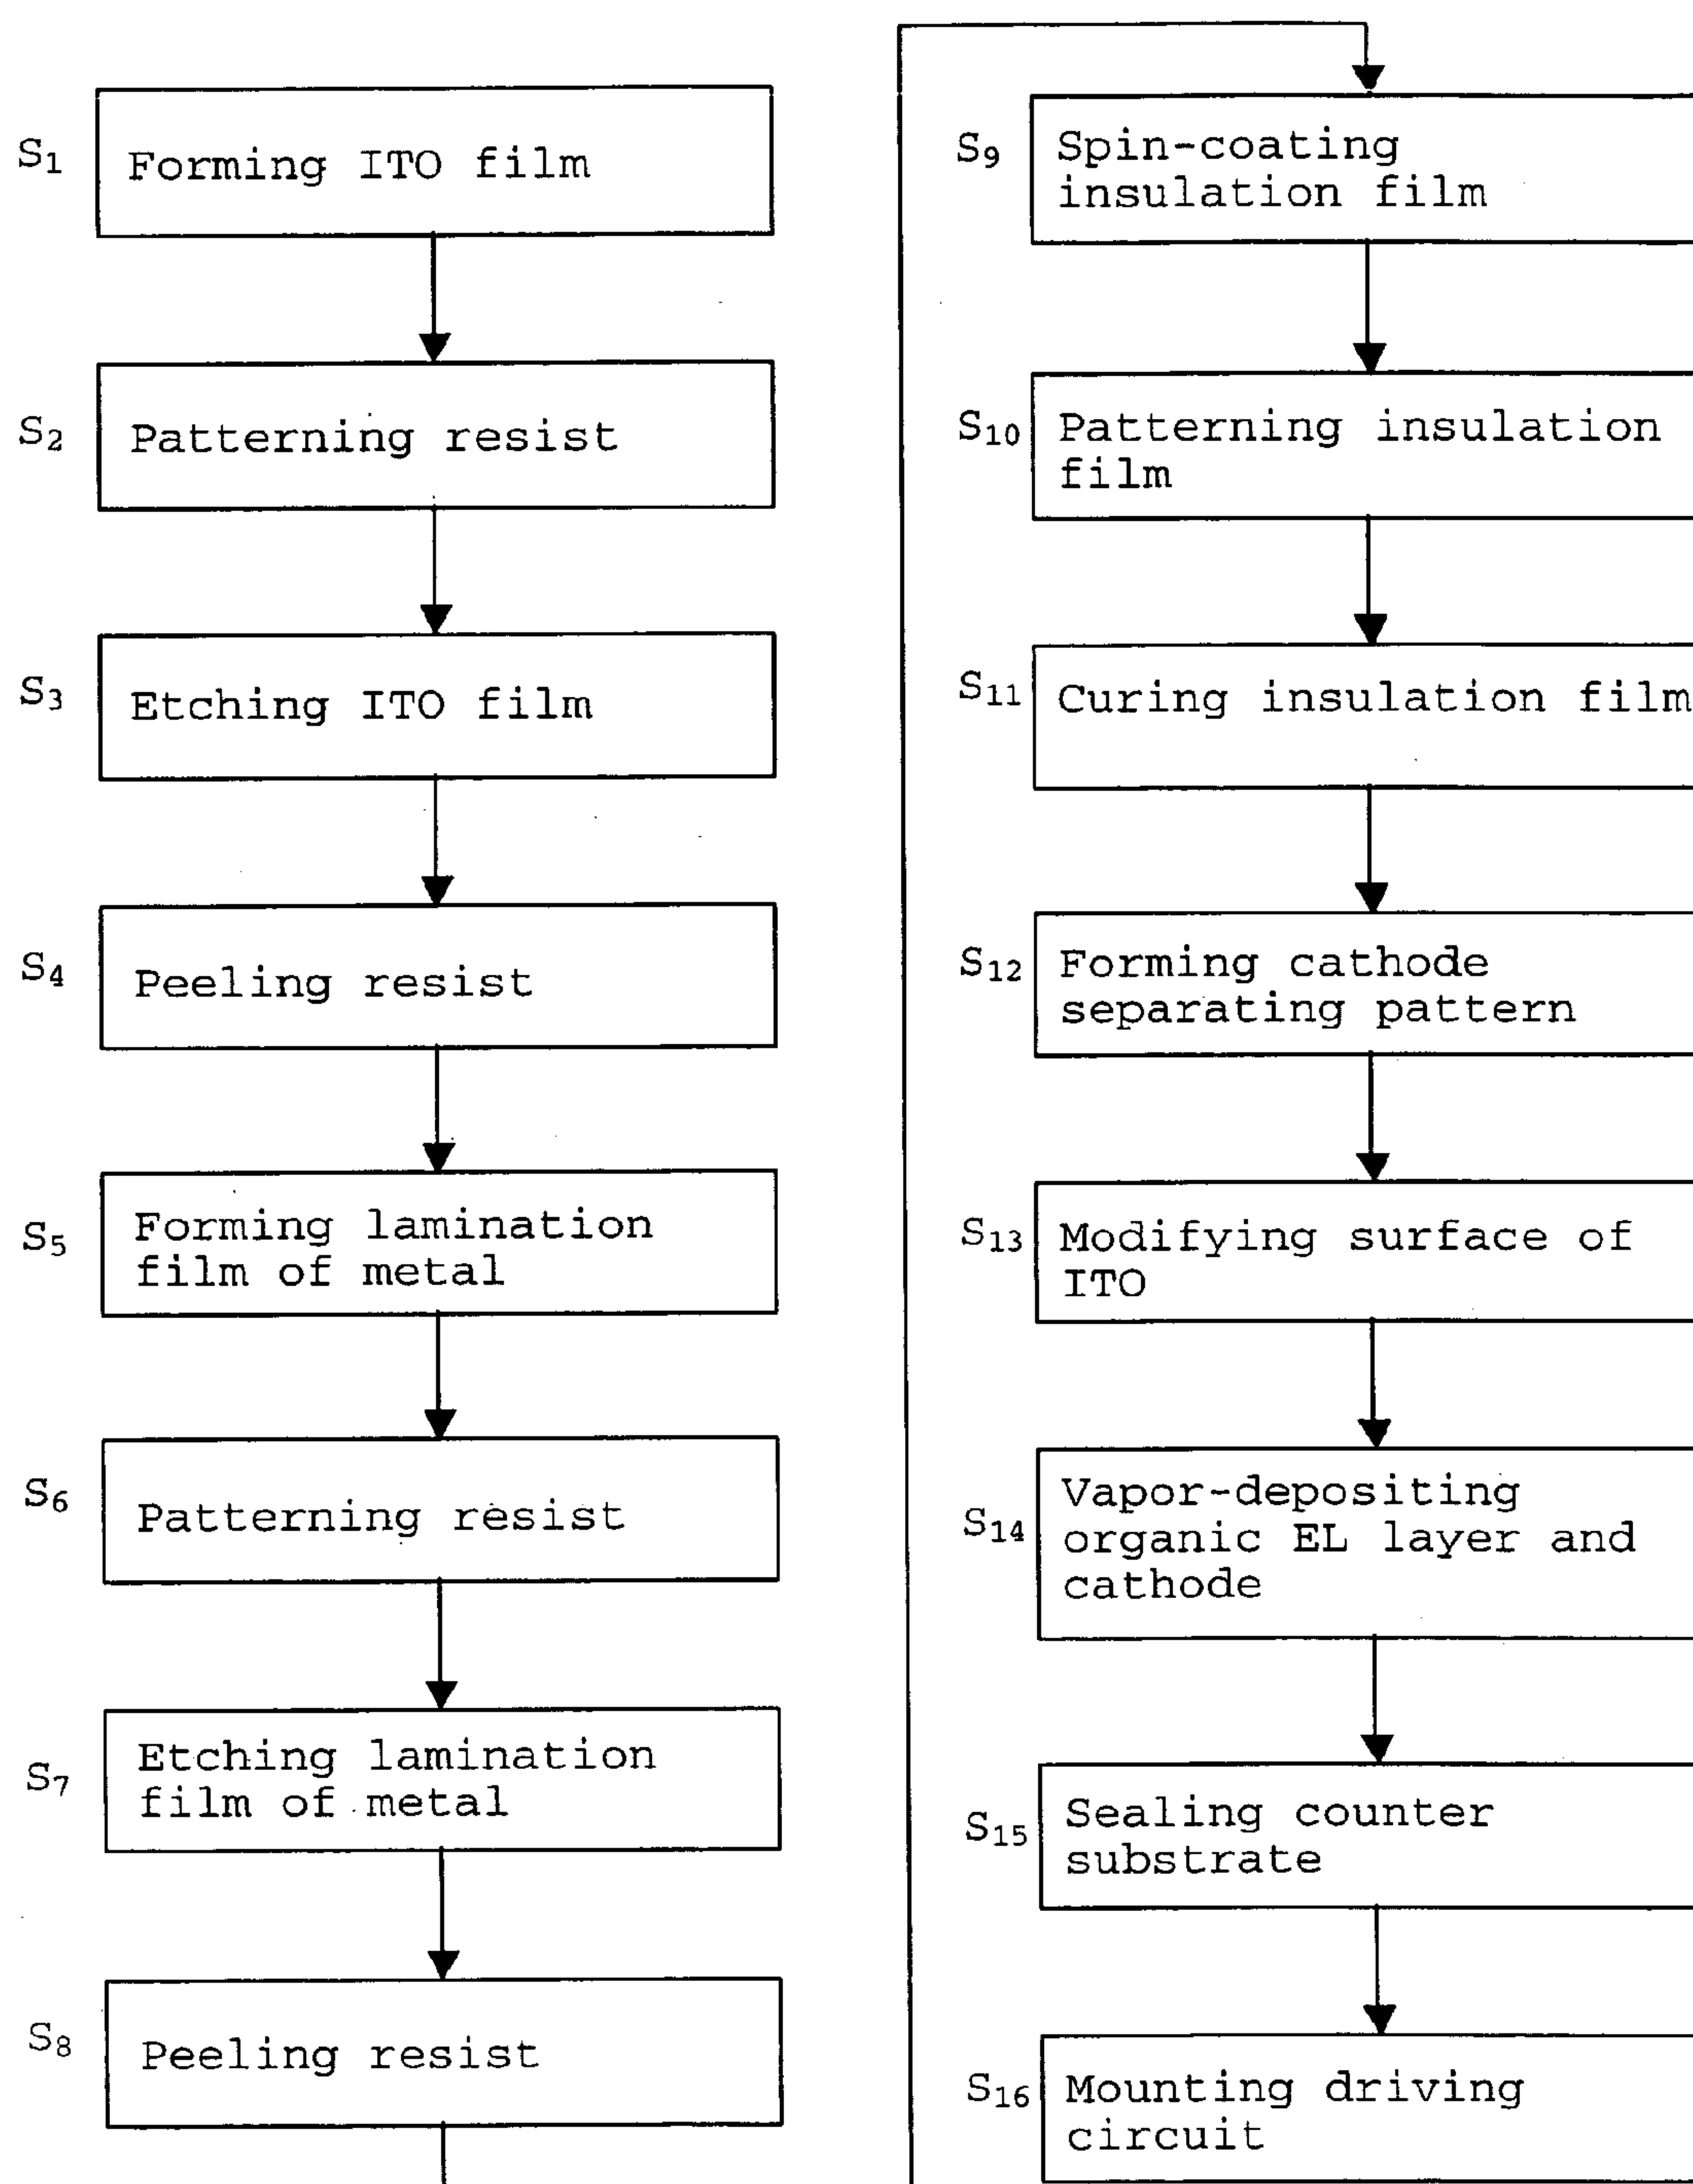 S1
Forming ITO film
S2
Patterning resist
S3
Etching ITO film
S4
Peeling resist
S5
Forming lamination
film of metal
S6
Patterning resist
S7
Etching lamination
film of metal
S8
Peeling resist
S9
Spin-coating
insulation film
S10
Patterning insulation
film
S11
Curing insulation film
S12
Forming cathode
separating pattern
S13
Modifying surface of
ITO
S14
Vapor-depositing
organic EL layer and
cathode
S15
Sealing counter
substrate
S16
Mounting driving
circuit